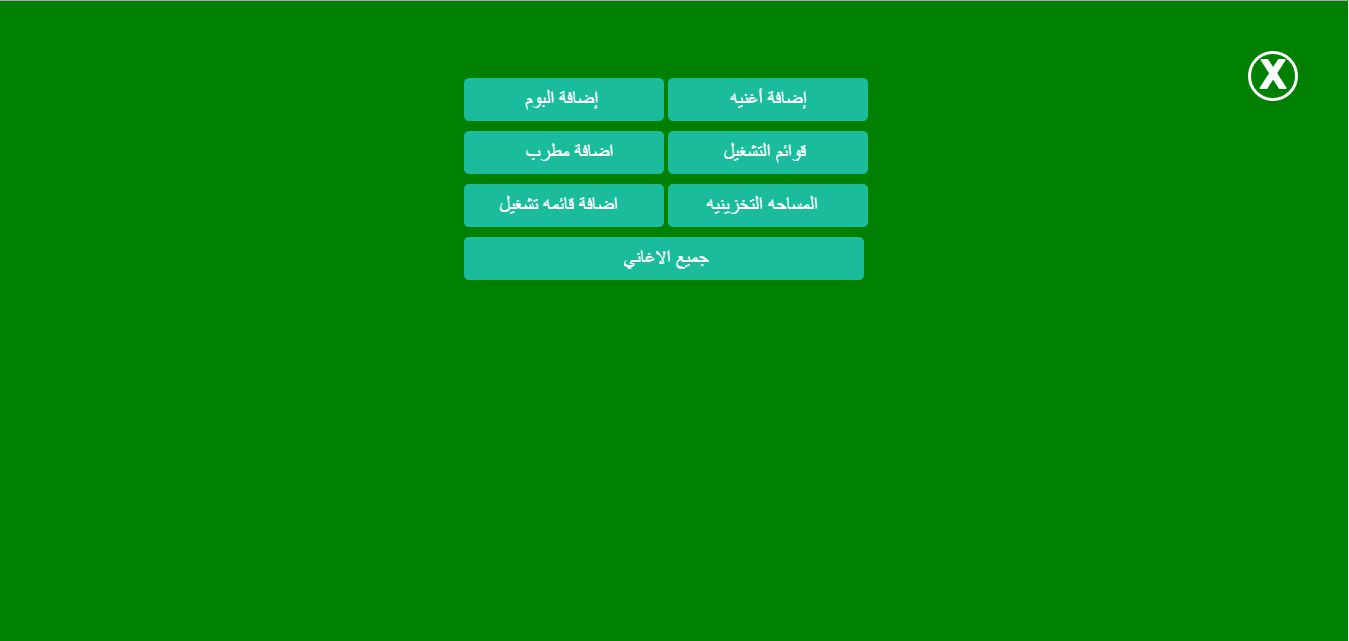 X
إضافة أغنيه
إضافة البوم
قوائم التشغيل
اضافة مطرب
المساحه التخزينيه
اضافة قائمه تشغيل
جميع الاغاني